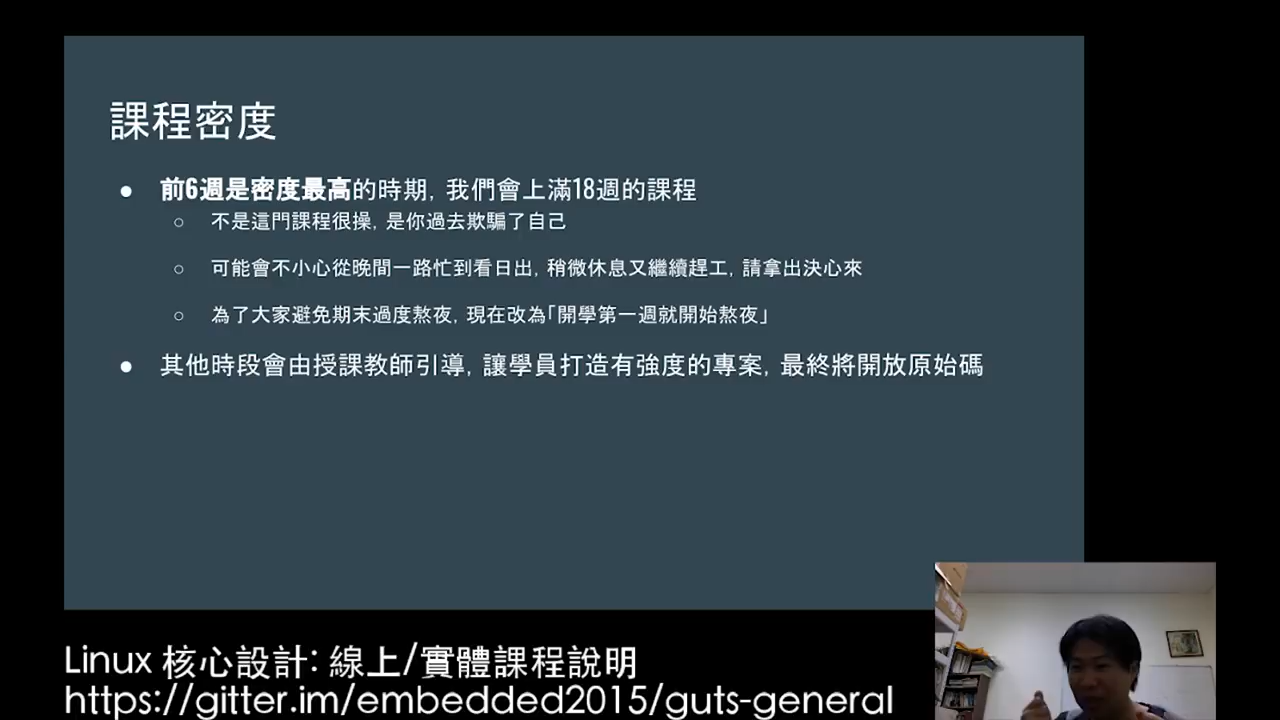 課程密度
● 前6週是密度最高的時期, 我們會上滿18週的課程
○ 不是這門課程很操, 是你過去欺騙了自己
○ 可能會不小心從晚間一路忙到看日出, 稍微休息又繼續趕工, 請拿出決心來
○ 為了大家避免期末過度熬夜, 現在改為「開學第一週就開始熬夜」
● 其他時段會由授課教師引導, 讓學員打造有強度的專案, 最終將開放原始碼
Linux 核心設計: 線上/實體課程說明
https://gitter.im/embedded2015/guts-general